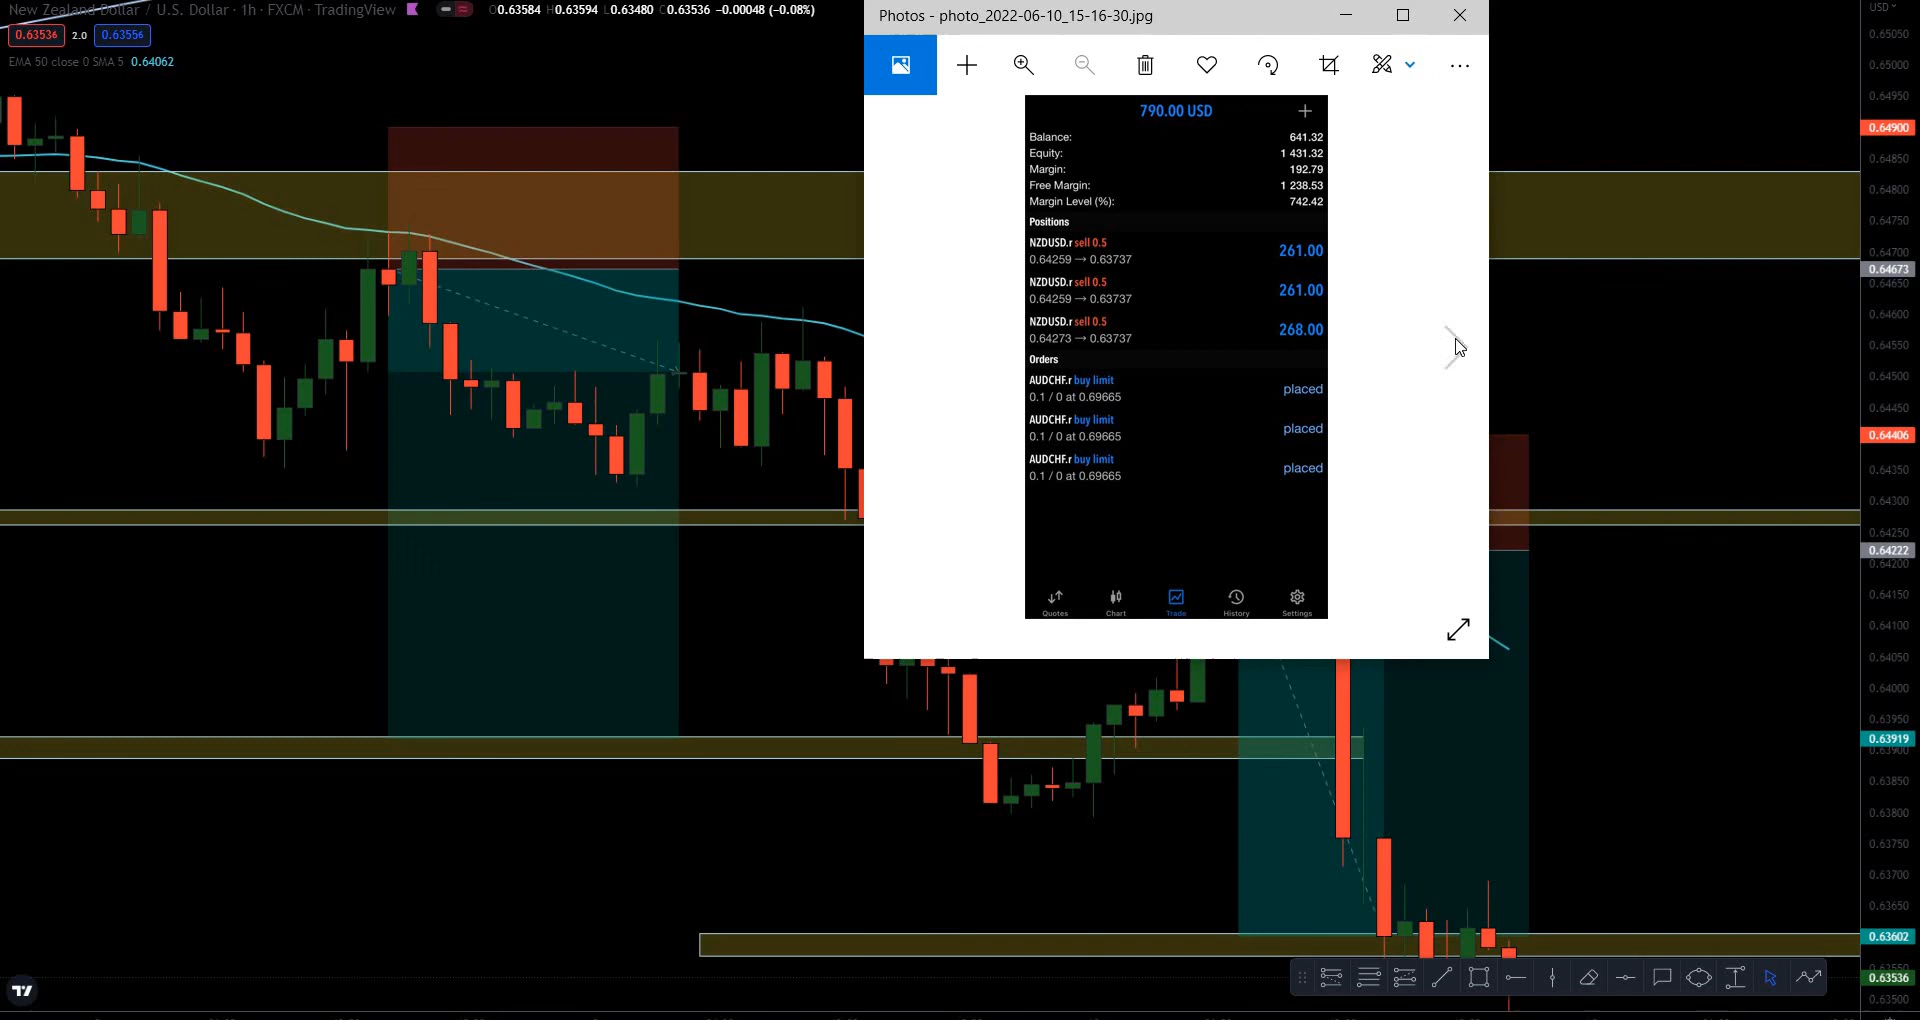 New Zealand Dollar / U.S. Dollar · 1h · FXCM · TradingView
O0.63584 H0.63594 L0.63480 C0.63536 −0.00048 (−0.08%)
0.63536 2.0 0.63556
EMA 50 close 0 SMA 5 0.64062
Photos - photo_2022-06-10_15-16-30.jpg
790.00 USD
Balance: 641.32
Equity: 1 431.32
Margin: 192.79
Free Margin: 1 238.53
Margin Level (%): 742.42
Positions
NZDUSD.r sell 0.5
0.64259 → 0.63737 261.00
NZDUSD.r sell 0.5
0.64259 → 0.63737 261.00
NZDUSD.r sell 0.5
0.64273 → 0.63737 268.00
Orders
AUDCHF.r buy limit
0.1 / 0 at 0.69665 placed
AUDCHF.r buy limit
0.1 / 0 at 0.69665 placed
AUDCHF.r buy limit
0.1 / 0 at 0.69665 placed
Quotes Chart Trade History Settings
USD
0.65050
0.65000
0.64950
0.64900
0.64850
0.64800
0.64750
0.64700
0.64673
0.64650
0.64600
0.64550
0.64500
0.64450
0.64406
0.64350
0.64300
0.64250
0.64222
0.64200
0.64150
0.64100
0.64050
0.64000
0.63950
0.63919
0.63900
0.63850
0.63800
0.63750
0.63700
0.63650
0.63602
0.63550
0.63536
0.63500